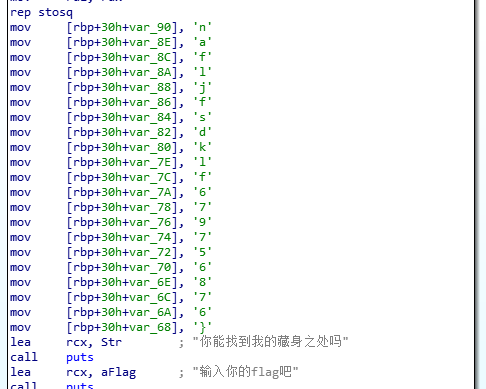 rep stosq
mov [rbp+30h+var_90], 'n'
mov [rbp+30h+var_8E], 'a'
mov [rbp+30h+var_8C], 'f'
mov [rbp+30h+var_8A], 'l'
mov [rbp+30h+var_88], 'j'
mov [rbp+30h+var_86], 'f'
mov [rbp+30h+var_84], 's'
mov [rbp+30h+var_82], 'd'
mov [rbp+30h+var_80], 'k'
mov [rbp+30h+var_7E], 'l'
mov [rbp+30h+var_7C], 'f'
mov [rbp+30h+var_7A], '6'
mov [rbp+30h+var_78], '7'
mov [rbp+30h+var_76], '9'
mov [rbp+30h+var_74], '7'
mov [rbp+30h+var_72], '5'
mov [rbp+30h+var_70], '6'
mov [rbp+30h+var_6E], '8'
mov [rbp+30h+var_6C], '7'
mov [rbp+30h+var_6A], '6'
mov [rbp+30h+var_68], '}'
lea rcx, Str ; "你能找到我的藏身之处吗"
call puts
lea rcx, aFlag ; "输入你的flag吧"
call puts